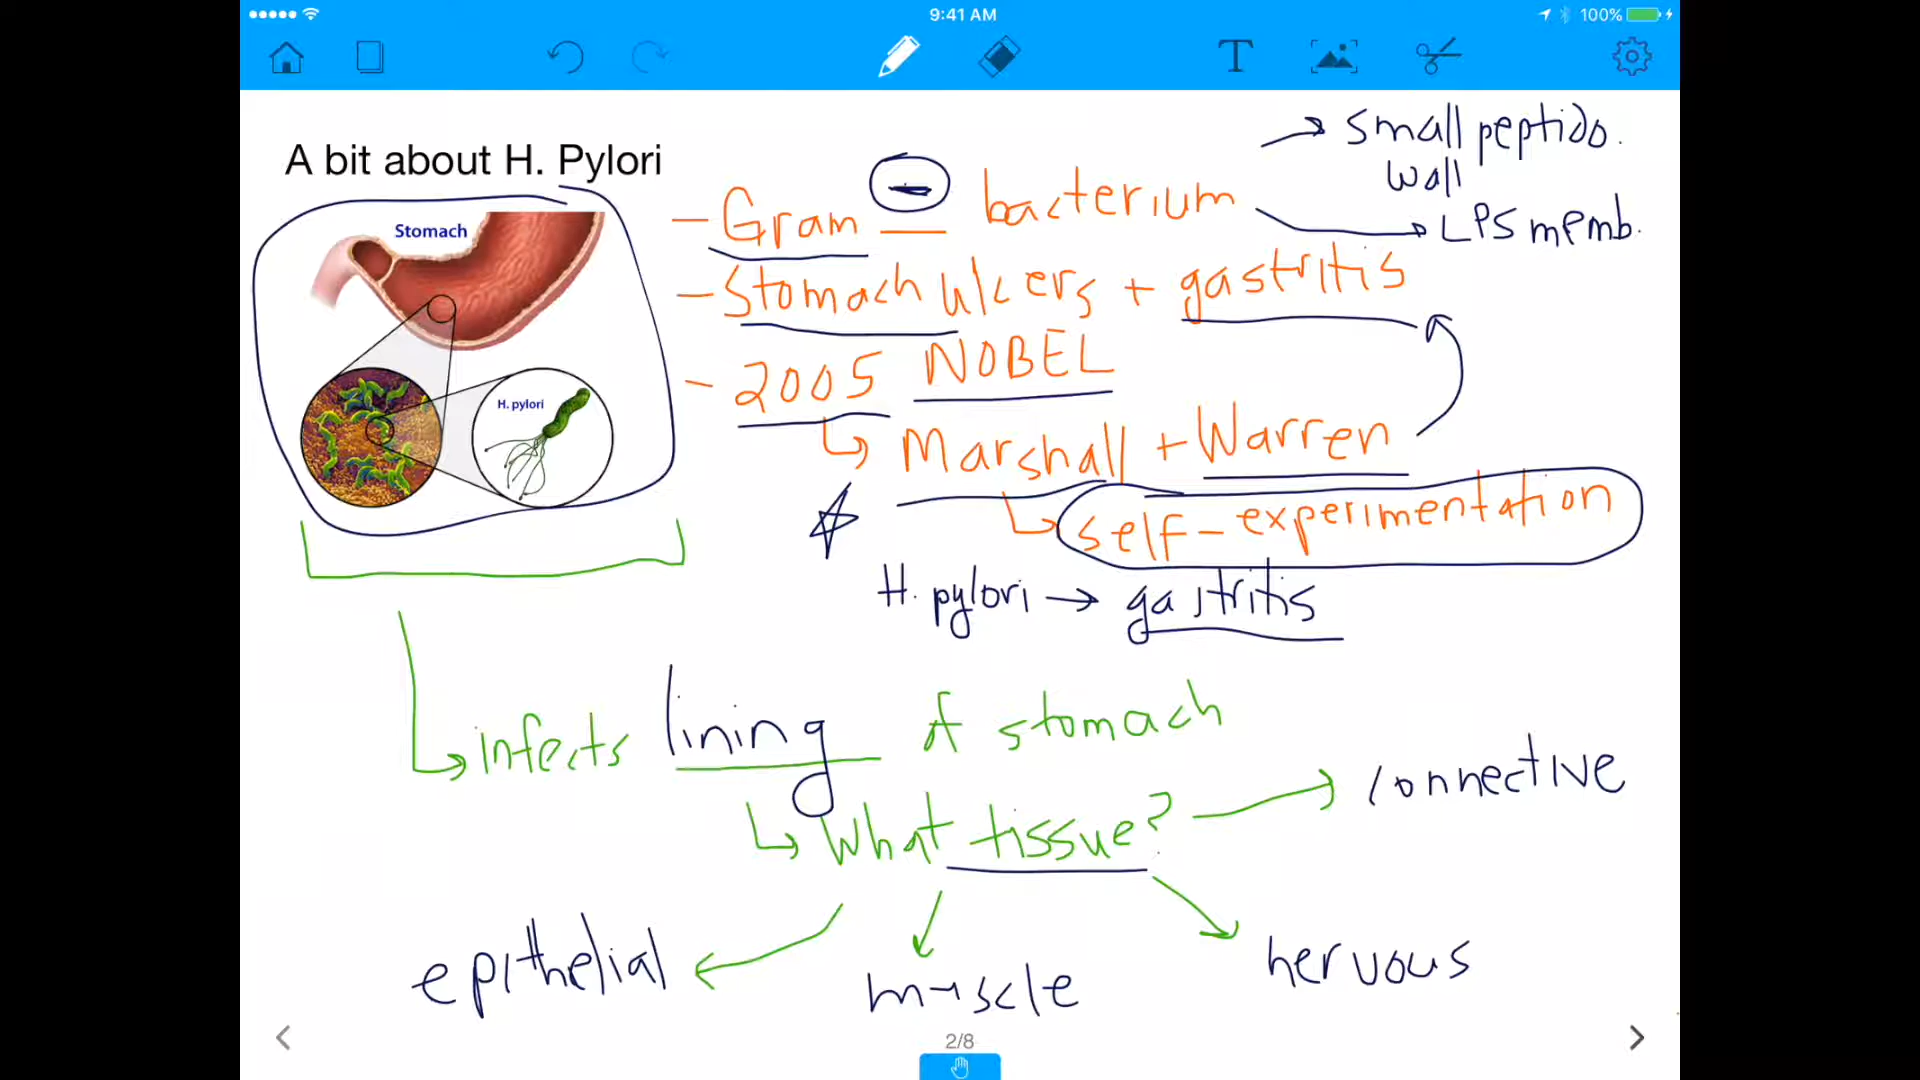 9:41 AM
100%
T
A bit about H. Pylori
Stomach
H. pylori
- Gram - bacterium
→ small peptido.
wall
→ LPS memb.
- Stomach ulcers + gastritis
- 2005 NOBEL
↳ Marshall + Warren
↳ self-experimentation
H. pylori → gastritis
↳ infects lining of stomach
↳ What tissue? → connective
epithelial
muscle
nervous
2/8